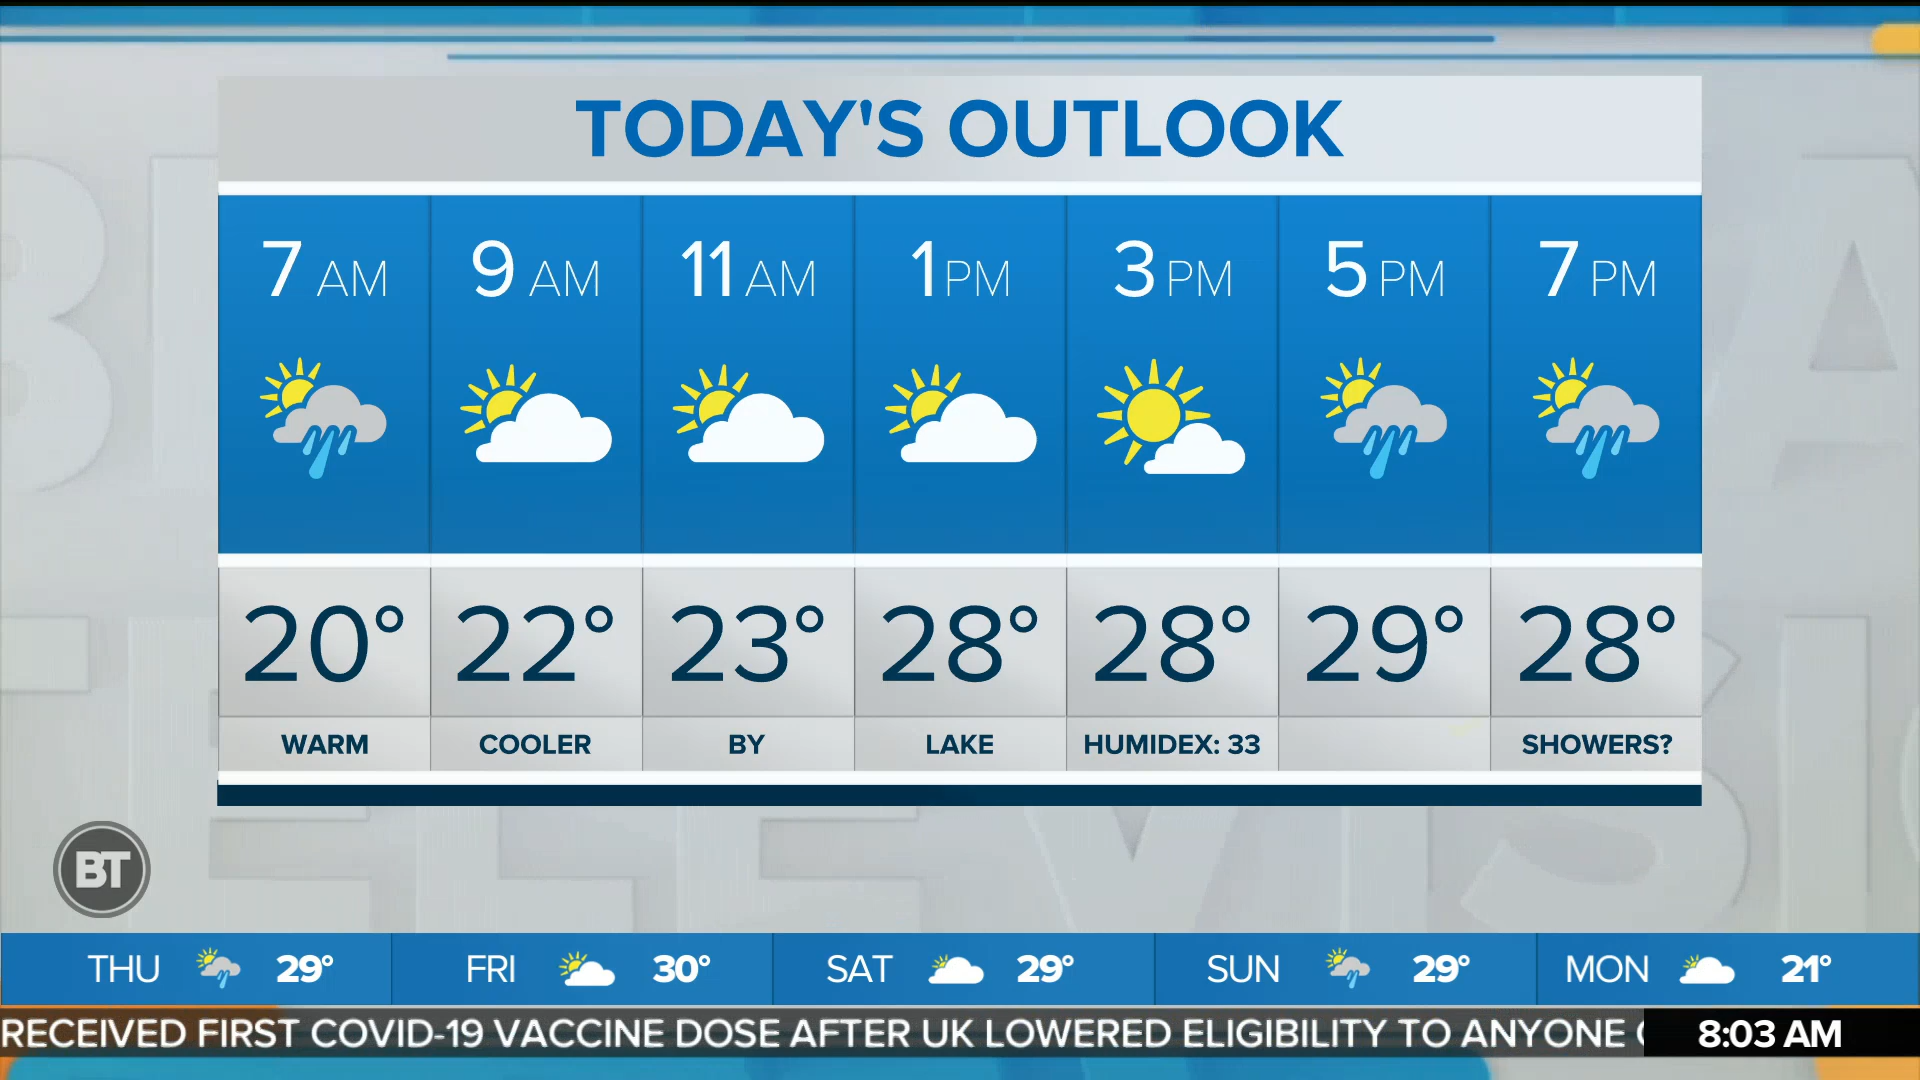 TODAY'S OUTLOOK
7 AM 9 AM 11 AM 1 PM 3 PM 5 PM 7 PM
20° 22° 23° 28° 28° 29° 28°
WARM COOLER BY LAKE HUMIDEX: 33 SHOWERS?
BT
THU 29° FRI 30° SAT 29° SUN 29° MON 21°
RECEIVED FIRST COVID-19 VACCINE DOSE AFTER UK LOWERED ELIGIBILITY TO ANYONE
8:03 AM